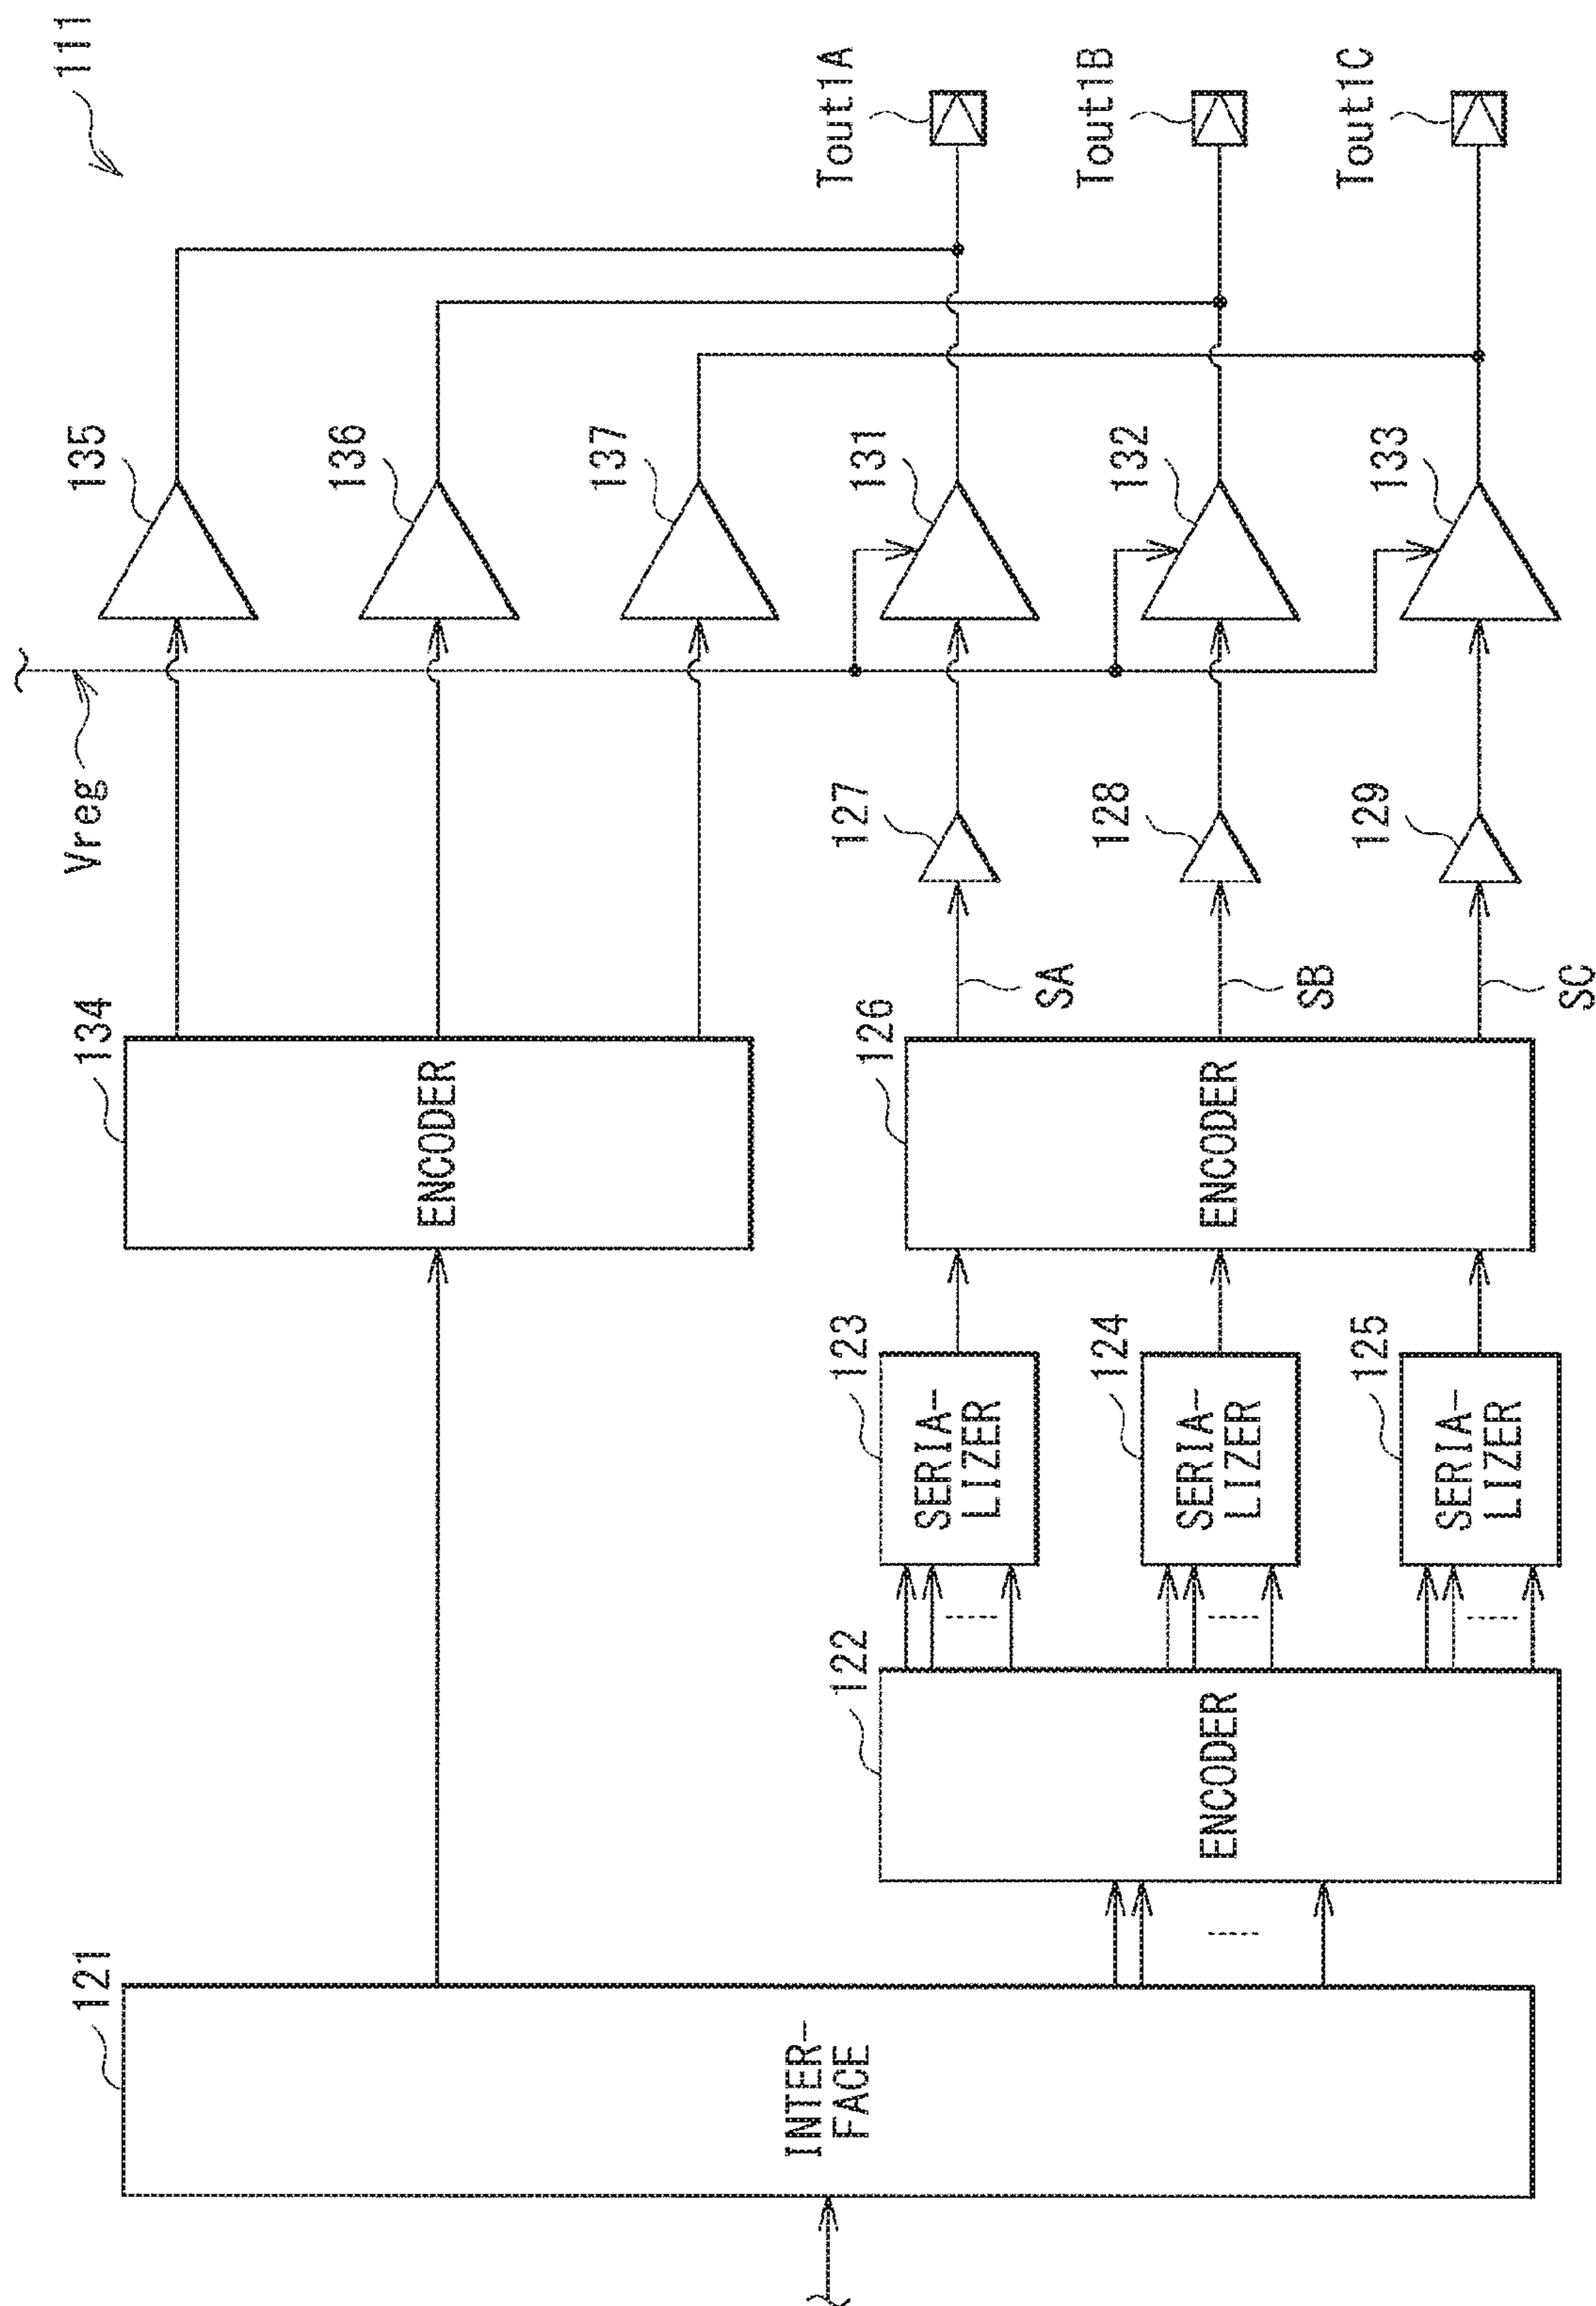 111
121
INTER-
FACE
134
ENCODER
Vreg
135
136
137
122
ENCODER
123
SERIA-
LIZER
124
SERIA-
LIZER
125
SERIA-
LIZER
126
ENCODER
SA
SB
SC
127
128
129
131
132
133
Tout1A
Tout1B
Tout1C